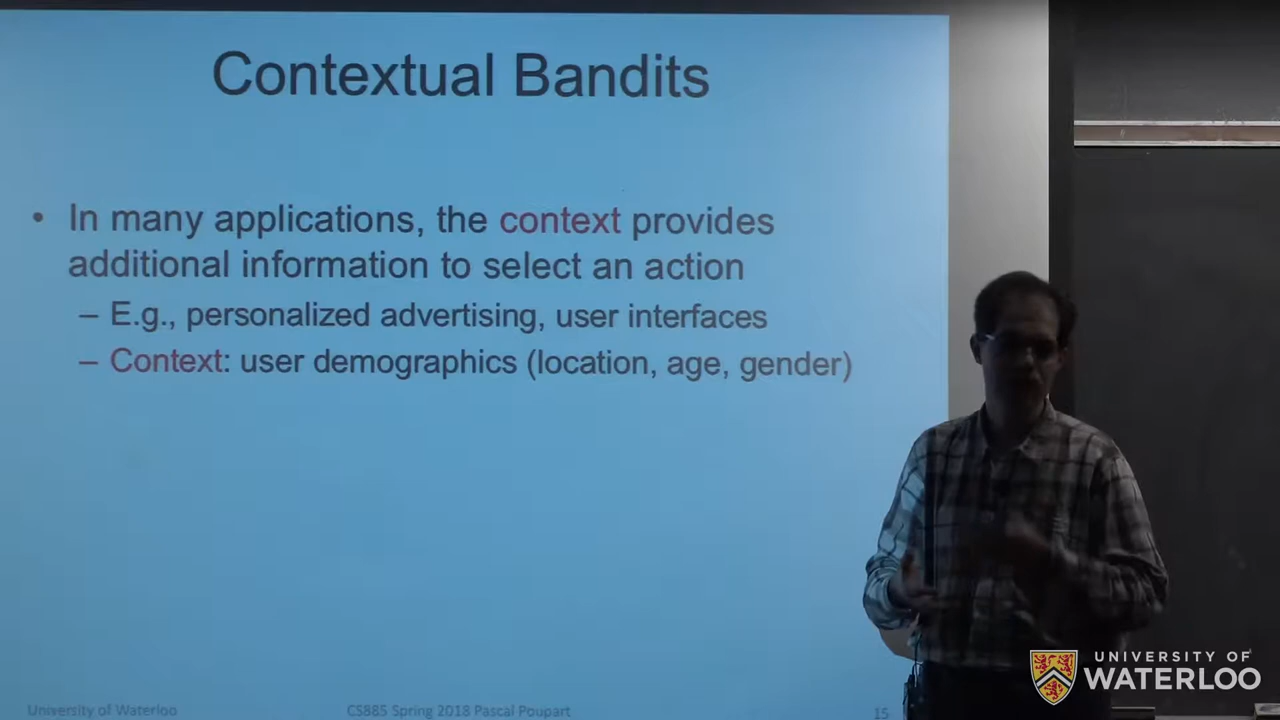 Contextual Bandits
• In many applications, the context provides
additional information to select an action
– E.g., personalized advertising, user interfaces
– Context: user demographics (location, age, gender)
University of Waterloo
CS885 Spring 2018 Pascal Poupart
15
UNIVERSITY OF
WATERLOO